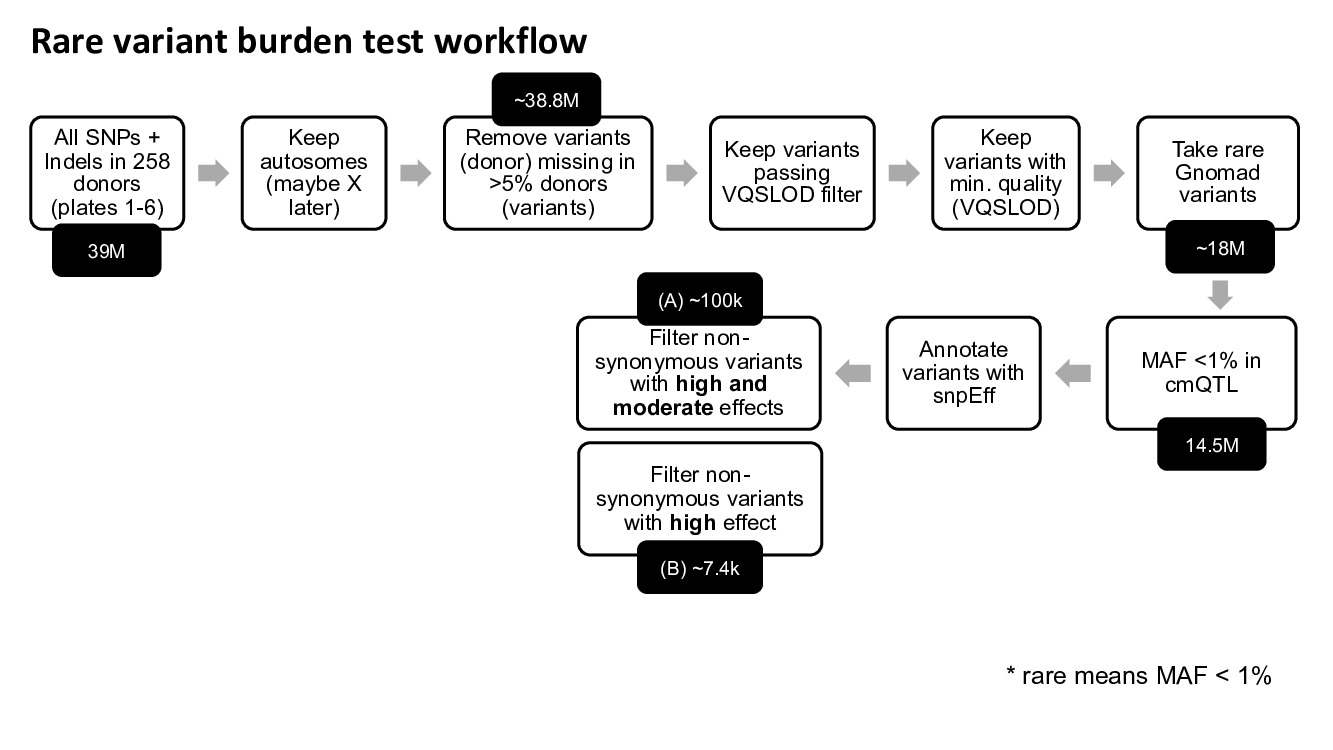 Rare variant burden test workflow
~38.8M
All SNPs +
Indels in 258
donors
(plates 1-6)
39M
Keep
autosomes
(maybe X
later)
Remove variants
(donor) missing in
>5% donors
(variants)
Keep variants
passing
VQSLOD filter
Keep
variants with
min. quality
(VQSLOD)
Take rare
Gnomad
variants
~18M
MAF <1% in
cmQTL
14.5M
Annotate
variants with
snpEff
(A) ~100k
Filter non-
synonymous variants
with high and
moderate effects
Filter non-
synonymous variants
with high effect
(B) ~7.4k
* rare means MAF < 1%